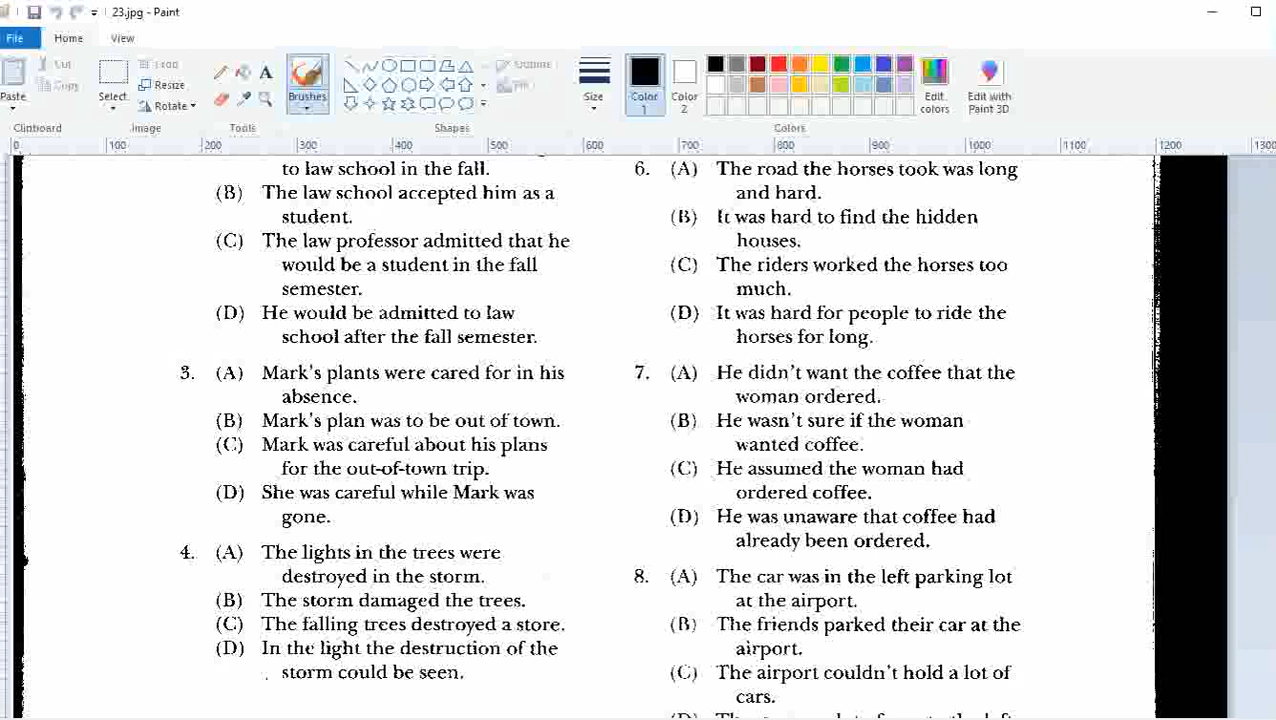 23.jpg - Paint
File
Home
View
Paste
Cut
Copy
Clipboard
Select
Crop
Resize
Rotate
Image
Tools
Brushes
Shapes
Outline
Fill
Size
Color
1
Color
2
Edit
colors
Edit with
Paint 3D
Colors
0 100 200 300 400 500 600 700 800 900 1000 1100 1200 1300
to law school in the fall.
(B) The law school accepted him as a
student.
(C) The law professor admitted that he
would be a student in the fall
semester.
(D) He would be admitted to law
school after the fall semester.
3. (A) Mark's plants were cared for in his
absence.
(B) Mark's plan was to be out of town.
(C) Mark was careful about his plans
for the out-of-town trip.
(D) She was careful while Mark was
gone.
4. (A) The lights in the trees were
destroyed in the storm.
(B) The storm damaged the trees.
(C) The falling trees destroyed a store.
(D) In the light the destruction of the
storm could be seen.
6. (A) The road the horses took was long
and hard.
(B) It was hard to find the hidden
houses.
(C) The riders worked the horses too
much.
(D) It was hard for people to ride the
horses for long.
7. (A) He didn't want the coffee that the
woman ordered.
(B) He wasn't sure if the woman
wanted coffee.
(C) He assumed the woman had
ordered coffee.
(D) He was unaware that coffee had
already been ordered.
8. (A) The car was in the left parking lot
at the airport.
(B) The friends parked their car at the
airport.
(C) The airport couldn't hold a lot of
cars.